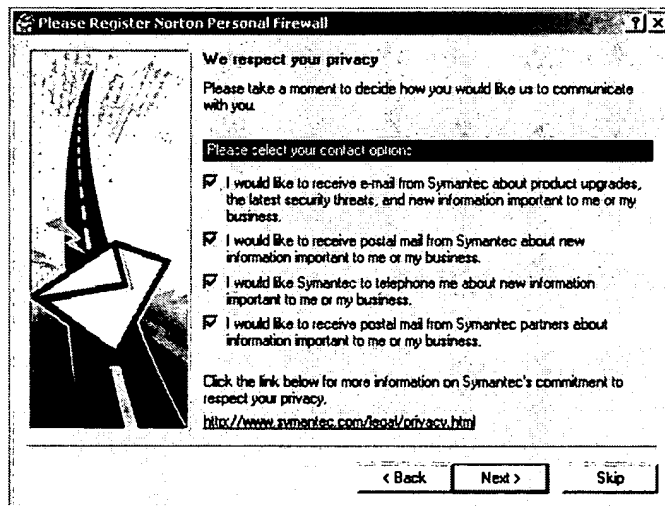 Please Register Norton Personal Firewall
We respect your privacy
Please take a moment to decide how you would like us to communicate
with you.
Please select your contact options
I would like to receive e-mail from Symantec about product upgrades,
the latest security threats, and new information important to me or my
business.
I would like to receive postal mail from Symantec about new
information important to me or my business.
I would like Symantec to telephone me about new information
important to me or my business.
I would like to receive postal mail from Symantec partners about
information important to me or my business.
Click the link below for more information on Symantec's commitment to
respect your privacy.
http://www.symantec.com/legal/privacy.html
< Back Next > Skip